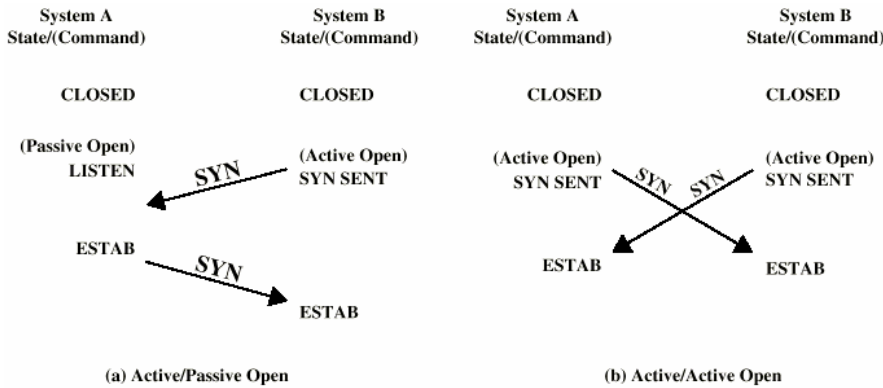 System A
State/(Command)
System B
State/(Command)
CLOSED
CLOSED
(Passive Open)
LISTEN
SYN
(Active Open)
SYN SENT
ESTAB
SYN
ESTAB
(a) Active/Passive Open
System A
State/(Command)
System B
State/(Command)
CLOSED
CLOSED
(Active Open)
SYN SENT
SYN
SYN
(Active Open)
SYN SENT
ESTAB
ESTAB
(b) Active/Active Open